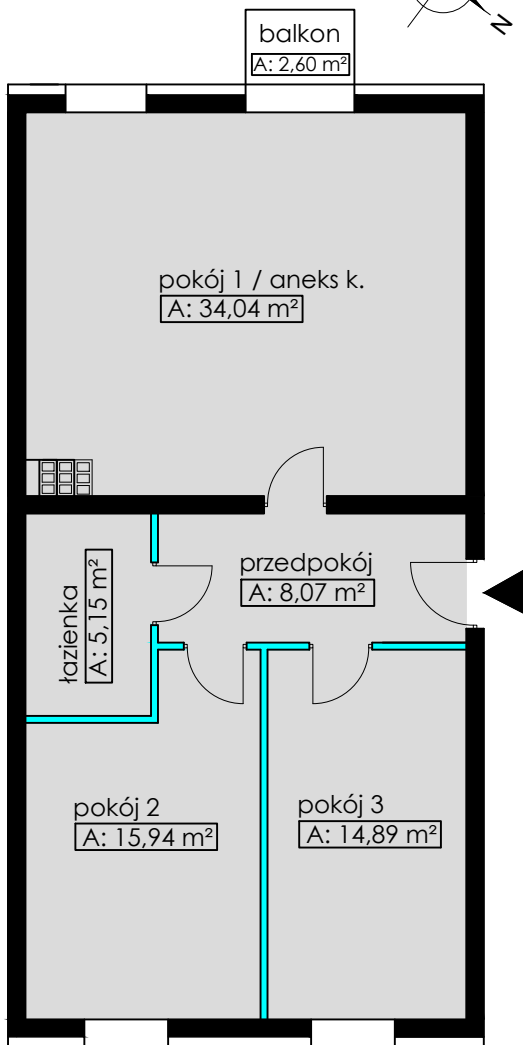 N
balkon
A: 2,60 m²
pokój 1 / aneks k.
A: 34,04 m²
przedpokój
A: 8,07 m²
łazienka
A: 5,15 m²
pokój 2
A: 15,94 m²
pokój 3
A: 14,89 m²